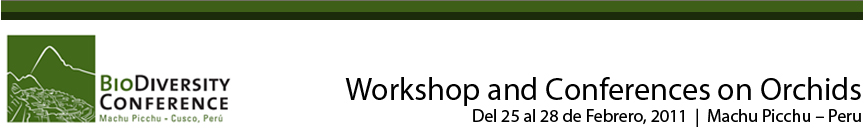 BIODIVERSITY
CONFERENCE
Machu Picchu - Cusco, Perú
Workshop and Conferences on Orchids
Del 25 al 28 de Febrero, 2011 | Machu Picchu – Peru